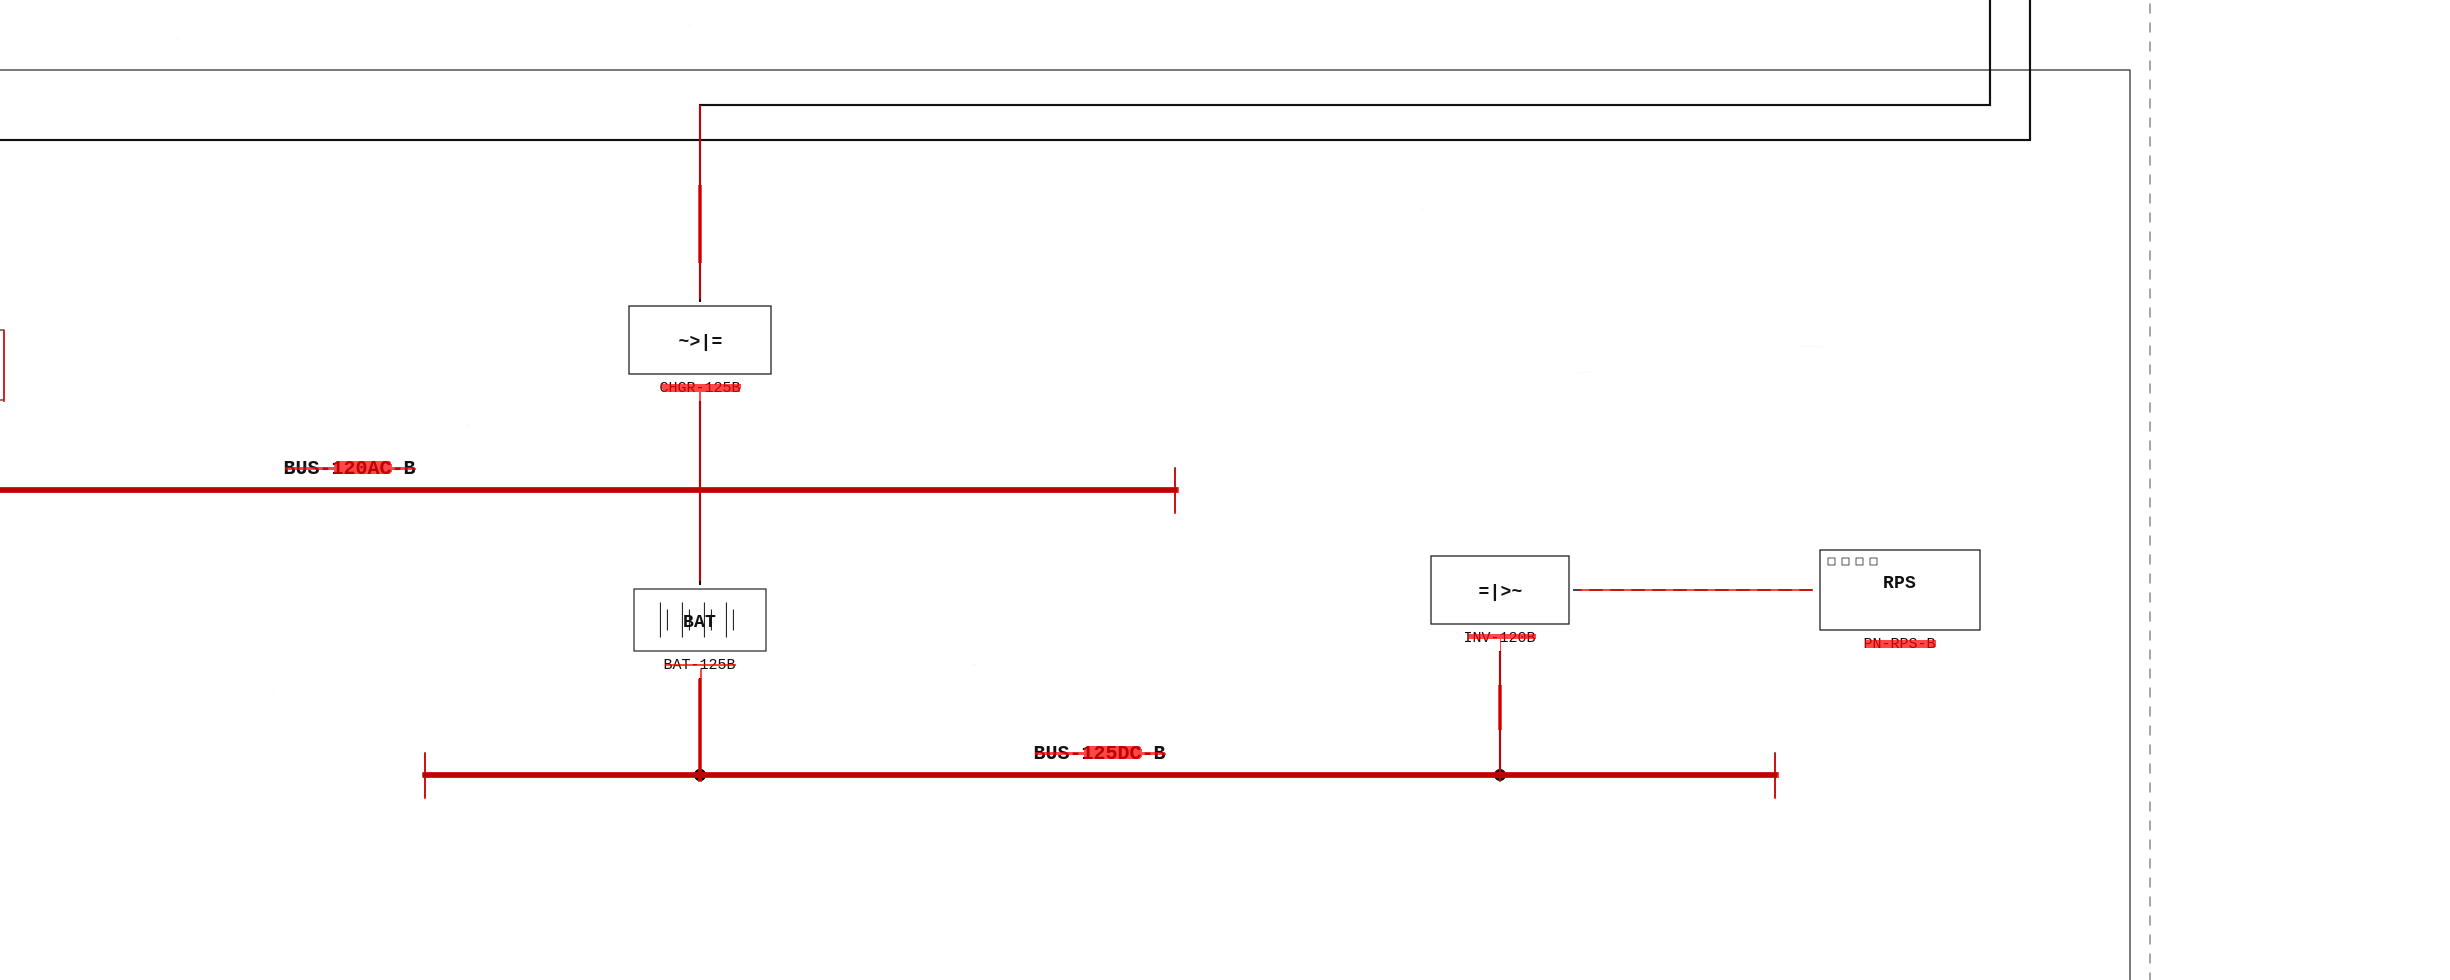 ~>|=
CHGR-125B
BUS-120AC-B
BAT
BAT-125B
=|>~
INV-120B
RPS
PN-RPS-B
BUS-125DC-B